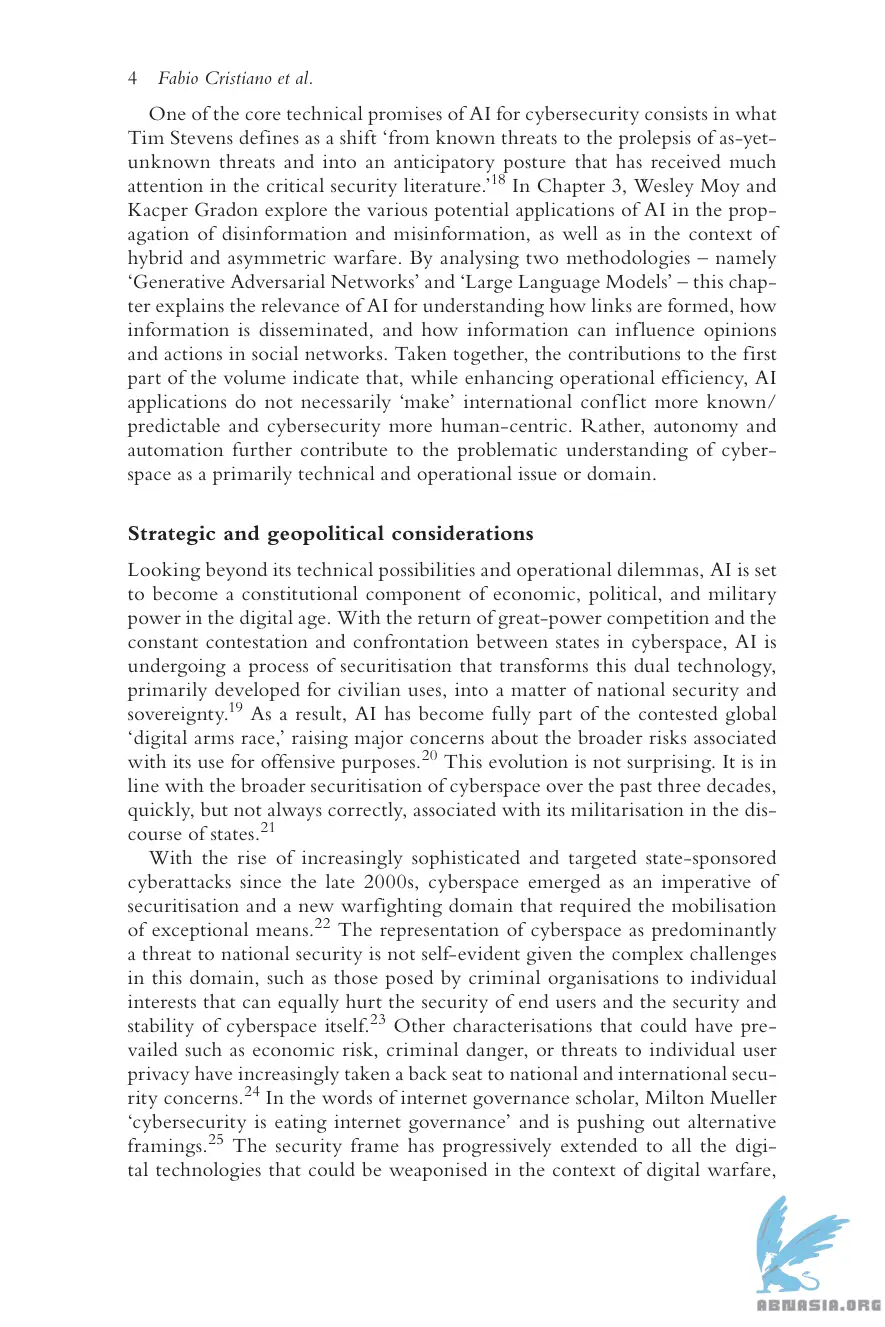 4 Fabio Cristiano et al.
One of the core technical promises of AI for cybersecurity consists in what
Tim Stevens defines as a shift ‘from known threats to the prolepsis of as-yet-
unknown threats and into an anticipatory posture that has received much
attention in the critical security literature.’18 In Chapter 3, Wesley Moy and
Kacper Gradon explore the various potential applications of AI in the prop-
agation of disinformation and misinformation, as well as in the context of
hybrid and asymmetric warfare. By analysing two methodologies – namely
‘Generative Adversarial Networks’ and ‘Large Language Models’ – this chap-
ter explains the relevance of AI for understanding how links are formed, how
information is disseminated, and how information can influence opinions
and actions in social networks. Taken together, the contributions to the first
part of the volume indicate that, while enhancing operational efficiency, AI
applications do not necessarily ‘make’ international conflict more known/
predictable and cybersecurity more human-centric. Rather, autonomy and
automation further contribute to the problematic understanding of cyber-
space as a primarily technical and operational issue or domain.
Strategic and geopolitical considerations
Looking beyond its technical possibilities and operational dilemmas, AI is set
to become a constitutional component of economic, political, and military
power in the digital age. With the return of great-power competition and the
constant contestation and confrontation between states in cyberspace, AI is
undergoing a process of securitisation that transforms this dual technology,
primarily developed for civilian uses, into a matter of national security and
sovereignty.19 As a result, AI has become fully part of the contested global
‘digital arms race,’ raising major concerns about the broader risks associated
with its use for offensive purposes.20 This evolution is not surprising. It is in
line with the broader securitisation of cyberspace over the past three decades,
quickly, but not always correctly, associated with its militarisation in the dis-
course of states.21
With the rise of increasingly sophisticated and targeted state-sponsored
cyberattacks since the late 2000s, cyberspace emerged as an imperative of
securitisation and a new warfighting domain that required the mobilisation
of exceptional means.22 The representation of cyberspace as predominantly
a threat to national security is not self-evident given the complex challenges
in this domain, such as those posed by criminal organisations to individual
interests that can equally hurt the security of end users and the security and
stability of cyberspace itself.23 Other characterisations that could have pre-
vailed such as economic risk, criminal danger, or threats to individual user
privacy have increasingly taken a back seat to national and international secu-
rity concerns.24 In the words of internet governance scholar, Milton Mueller
‘cybersecurity is eating internet governance’ and is pushing out alternative
framings.25 The security frame has progressively extended to all the digi-
tal technologies that could be weaponised in the context of digital warfare,
ABNASIA.ORG